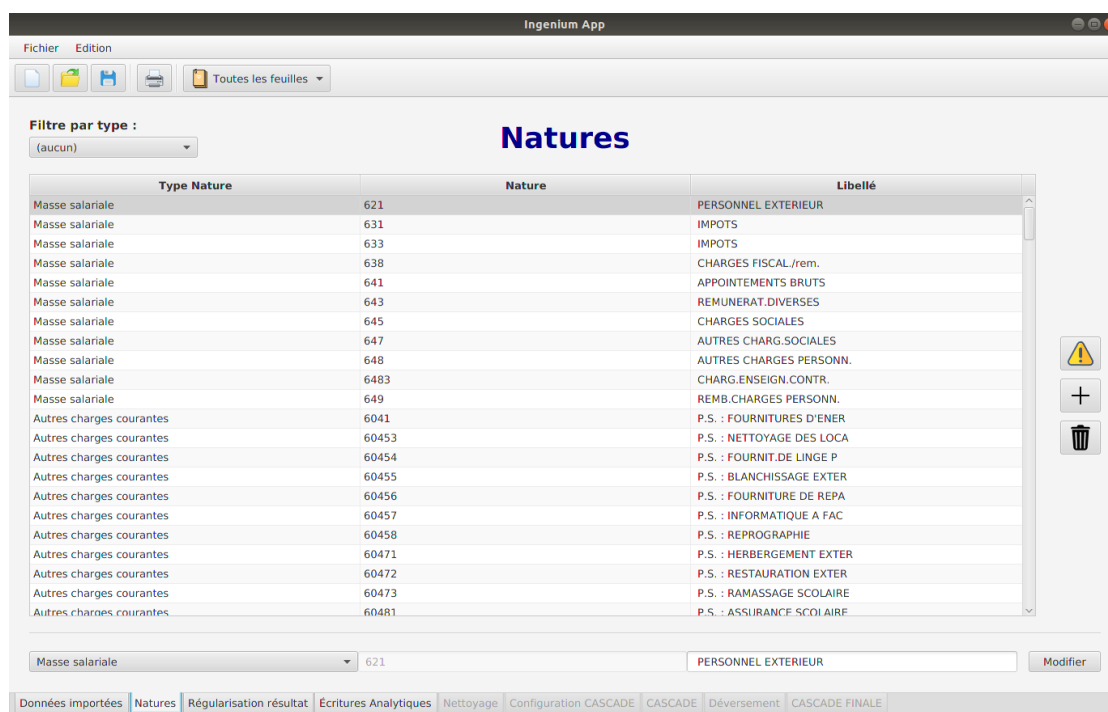 Ingenium App
Fichier Edition
Toutes les feuilles
Filtre par type :
(aucun)
Natures
Type Nature Nature Libellé
Masse salariale 621 PERSONNEL EXTERIEUR
Masse salariale 631 IMPOTS
Masse salariale 633 IMPOTS
Masse salariale 638 CHARGES FISCAL./rem.
Masse salariale 641 APPOINTEMENTS BRUTS
Masse salariale 643 REMUNERAT.DIVERSES
Masse salariale 645 CHARGES SOCIALES
Masse salariale 647 AUTRES CHARG.SOCIALES
Masse salariale 648 AUTRES CHARGES PERSONN.
Masse salariale 6483 CHARG.ENSEIGN.CONTR.
Masse salariale 649 REMB.CHARGES PERSONN.
Autres charges courantes 6041 P.S. : FOURNITURES D'ENER
Autres charges courantes 60453 P.S. : NETTOYAGE DES LOCA
Autres charges courantes 60454 P.S. : FOURNIT.DE LINGE P
Autres charges courantes 60455 P.S. : BLANCHISSAGE EXTER
Autres charges courantes 60456 P.S. : FOURNITURE DE REPA
Autres charges courantes 60457 P.S. : INFORMATIQUE A FAC
Autres charges courantes 60458 P.S. : REPROGRAPHIE
Autres charges courantes 60471 P.S. : HERBERGEMENT EXTER
Autres charges courantes 60472 P.S. : RESTAURATION EXTER
Autres charges courantes 60473 P.S. : RAMASSAGE SCOLAIRE
Autres charges courantes 60481 P.S. : ASSURANCE SCOLAIRE
Masse salariale 621 PERSONNEL EXTERIEUR Modifier
Données importées Natures Régularisation résultat Écritures Analytiques Nettoyage Configuration CASCADE CASCADE Déversement CASCADE FINALE